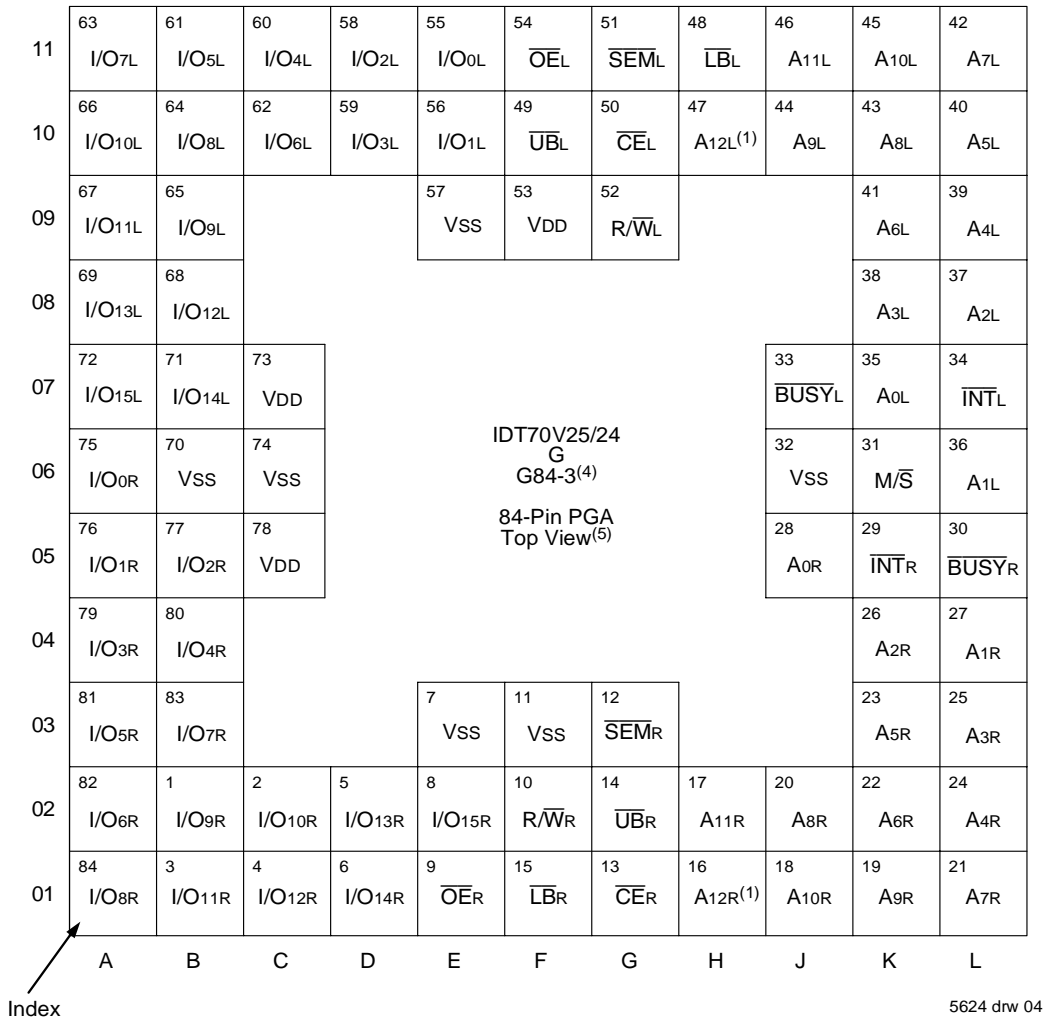 63 61 60 58 55 54 51 48 46 45 42
11 I/O7L I/O5L I/O4L I/O2L I/O0L OEL SEML LBL A11L A10L A7L
66 64 62 59 56 49 50 47 44 43 40
10 I/O10L I/O8L I/O6L I/O3L I/O1L UBL CEL A12L(1) A9L A8L A5L
67 65 57 53 52 41 39
09 I/O11L I/O9L VSS VDD R/WL A6L A4L
69 68 38 37
08 I/O13L I/O12L A3L A2L
72 71 73 33 35 34
07 I/O15L I/O14L VDD BUSYL A0L INTL
IDT70V25/24
G
G84-3(4)
84-Pin PGA
Top View(5)
75 70 74 32 31 36
06 I/O0R VSS VSS VSS M/S A1L
76 77 78 28 29 30
05 I/O1R I/O2R VDD A0R INTR BUSYR
79 80 26 27
04 I/O3R I/O4R A2R A1R
81 83 7 11 12 23 25
03 I/O5R I/O7R VSS VSS SEMR A5R A3R
82 1 2 5 8 10 14 17 20 22 24
02 I/O6R I/O9R I/O10R I/O13R I/O15R R/WR UBR A11R A8R A6R A4R
84 3 4 6 9 15 13 16 18 19 21
01 I/O8R I/O11R I/O12R I/O14R OER LBR CER A12R(1) A10R A9R A7R
A B C D E F G H J K L
Index
5624 drw 04